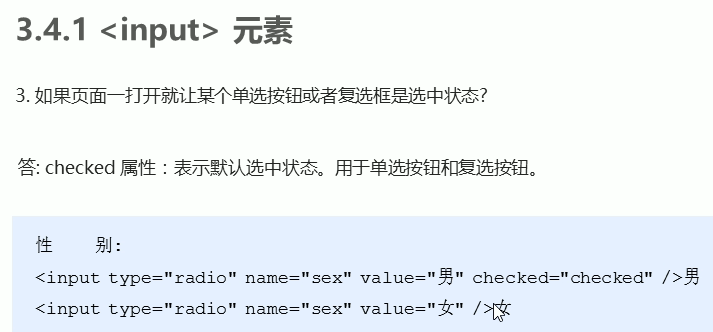 3.4.1 <input> 元素
3. 如果页面一打开就让某个单选按钮或者复选框是选中状态?
答: checked 属性：表示默认选中状态。用于单选按钮和复选按钮。
性    别:
<input type="radio" name="sex" value="男" checked="checked" />男
<input type="radio" name="sex" value="女" />女